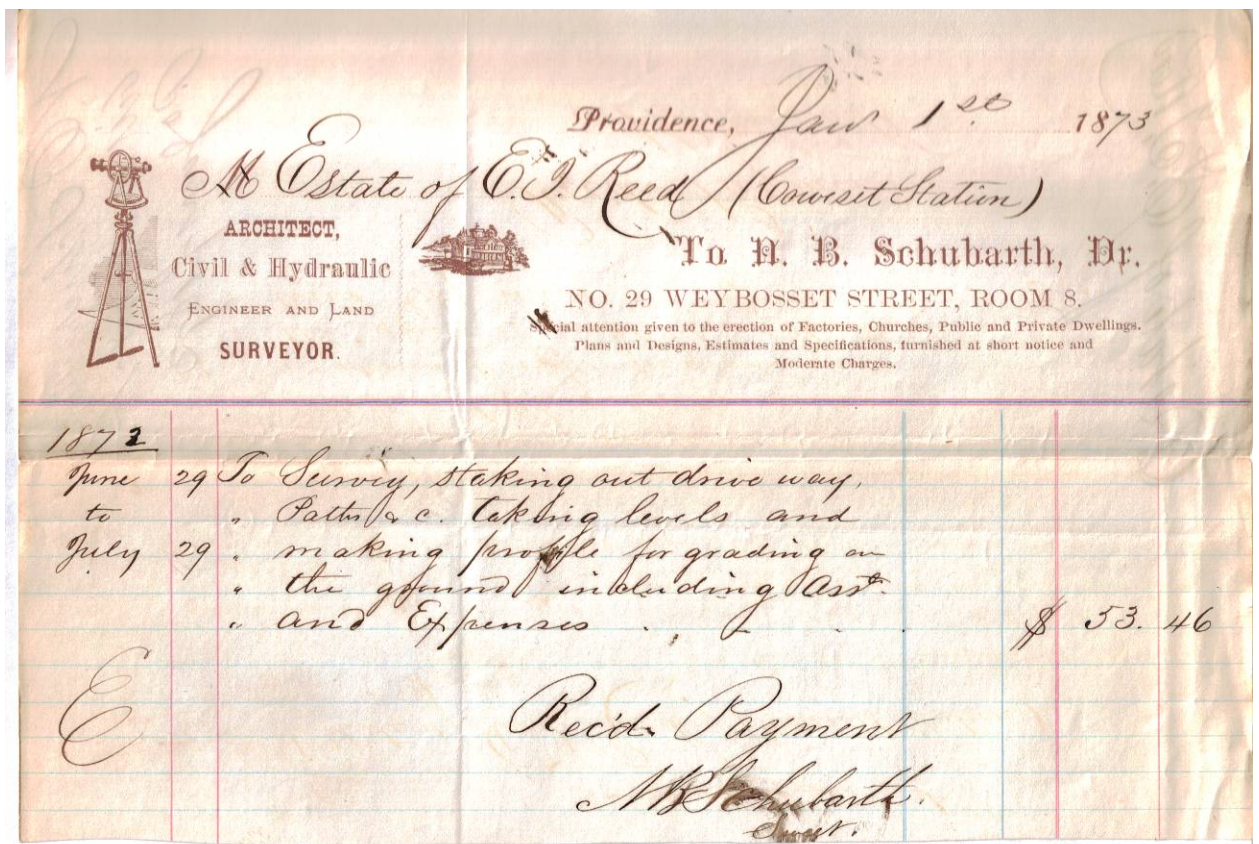 Providence, Jan 1st 1873
M Estate of E. J. Reed (Cowesset Station)
ARCHITECT,
Civil & Hydraulic
ENGINEER AND LAND
SURVEYOR.
To N. B. Schubarth, Dr.
NO. 29 WEYBOSSET STREET, ROOM 8.
Special attention given to the erection of Factories, Churches, Public and Private Dwellings.
Plans and Designs, Estimates and Specifications, furnished at short notice and
Moderate Charges.
1872
June 29 To Survey, staking out drive way,
to " Paths &c. taking levels and
July 29 " making profile for grading on
" the ground including Asst.
" and Expenses . . - . . $ 53. 46
E
Rec'd. Payment
N B Schubarth.